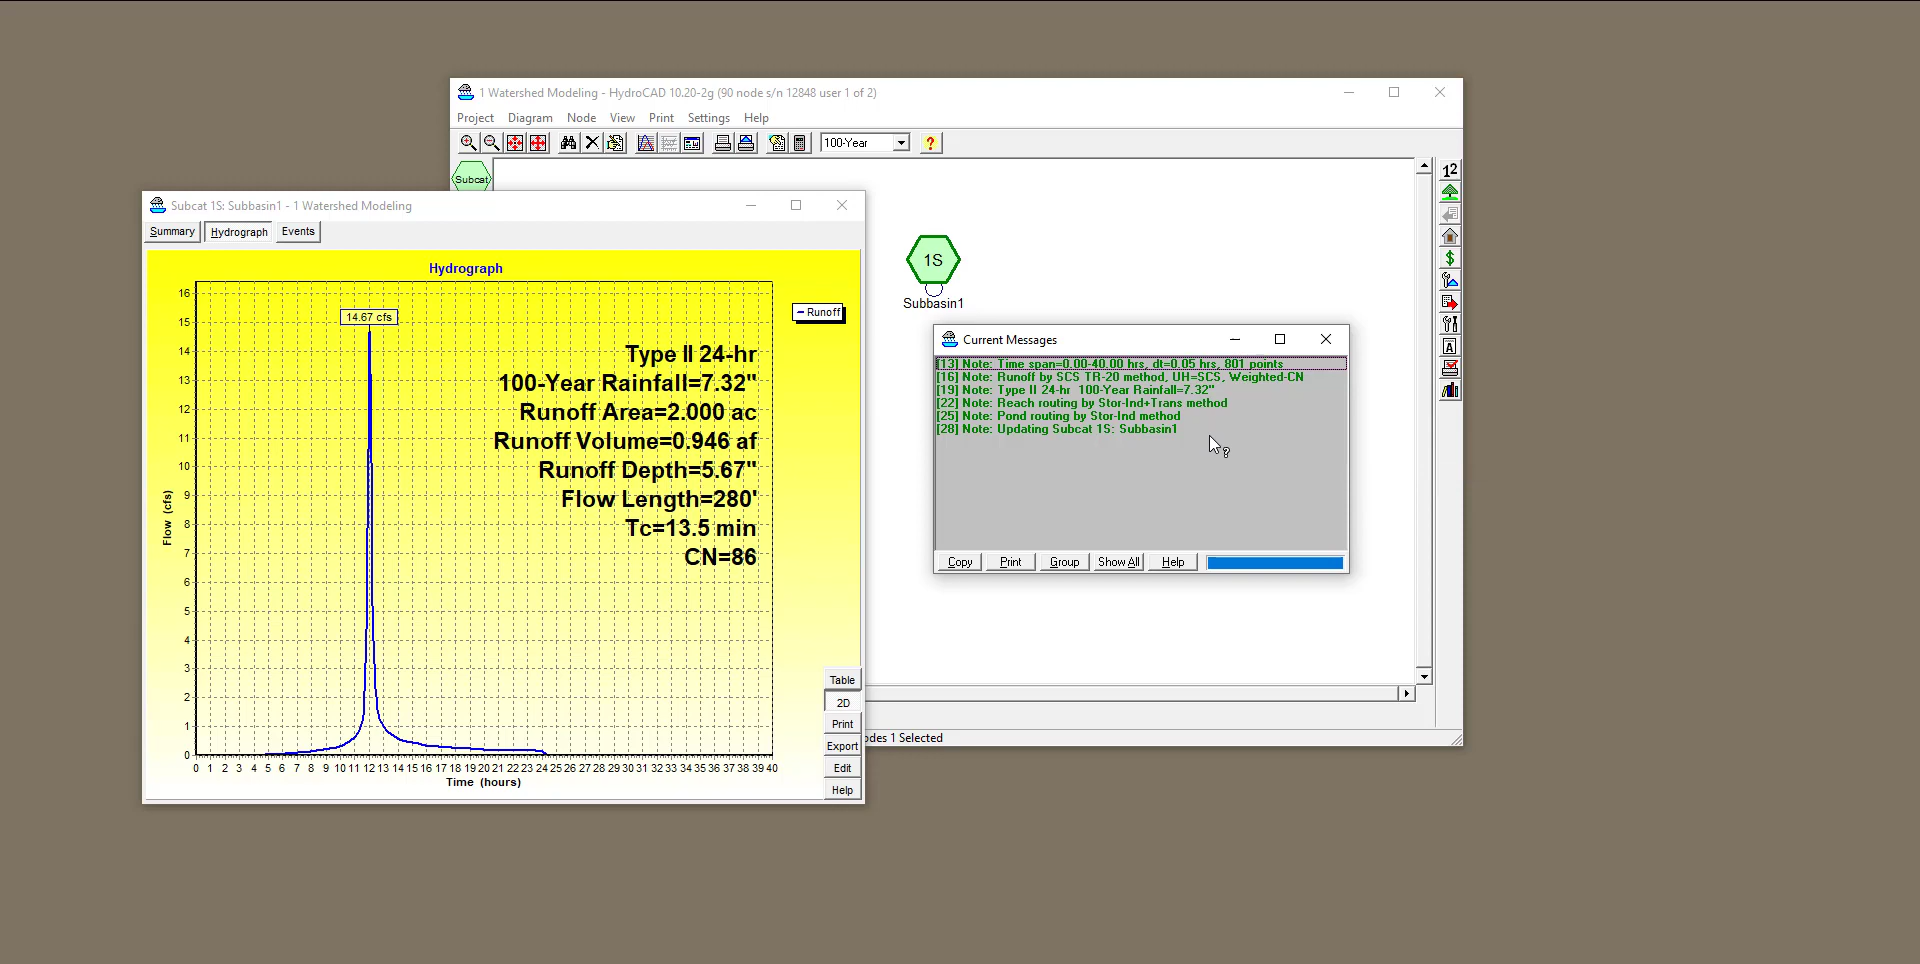 1 Watershed Modeling - HydroCAD 10.20-2g (90 node s/n 12848 user 1 of 2)
Project Diagram Node View Print Settings Help
100-Year
?
Subcat
12
$
A
Subcat 1S: Subbasin1 - 1 Watershed Modeling
Summary Hydrograph Events
Hydrograph
Runoff
14.67 cfs
Type II 24-hr
100-Year Rainfall=7.32"
Runoff Area=2.000 ac
Runoff Volume=0.946 af
Runoff Depth=5.67"
Flow Length=280'
Tc=13.5 min
CN=86
Flow (cfs)
16
15
14
13
12
11
10
9
8
7
6
5
4
3
2
1
0
0 1 2 3 4 5 6 7 8 9 10 11 12 13 14 15 16 17 18 19 20 21 22 23 24 25 26 27 28 29 30 31 32 33 34 35 36 37 38 39 40
Time (hours)
Table
2D
Print
Export
Edit
Help
1S
Subbasin1
Current Messages
[13] Note: Time span=0.00-40.00 hrs, dt=0.05 hrs, 801 points
[16] Note: Runoff by SCS TR-20 method, UH=SCS, Weighted-CN
[19] Note: Type II 24-hr 100-Year Rainfall=7.32"
[22] Note: Reach routing by Stor-Ind+Trans method
[25] Note: Pond routing by Stor-Ind method
[28] Note: Updating Subcat 1S: Subbasin1
Copy Print Group Show All Help
odes 1 Selected